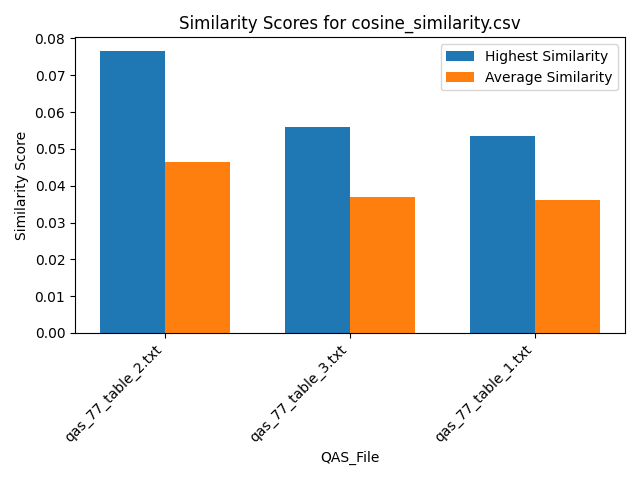 Similarity Scores for cosine_similarity.csv
Highest Similarity
Average Similarity
Similarity Score
0.08
0.07
0.06
0.05
0.04
0.03
0.02
0.01
0.00
qas_77_table_2.txt
qas_77_table_3.txt
qas_77_table_1.txt
QAS_File